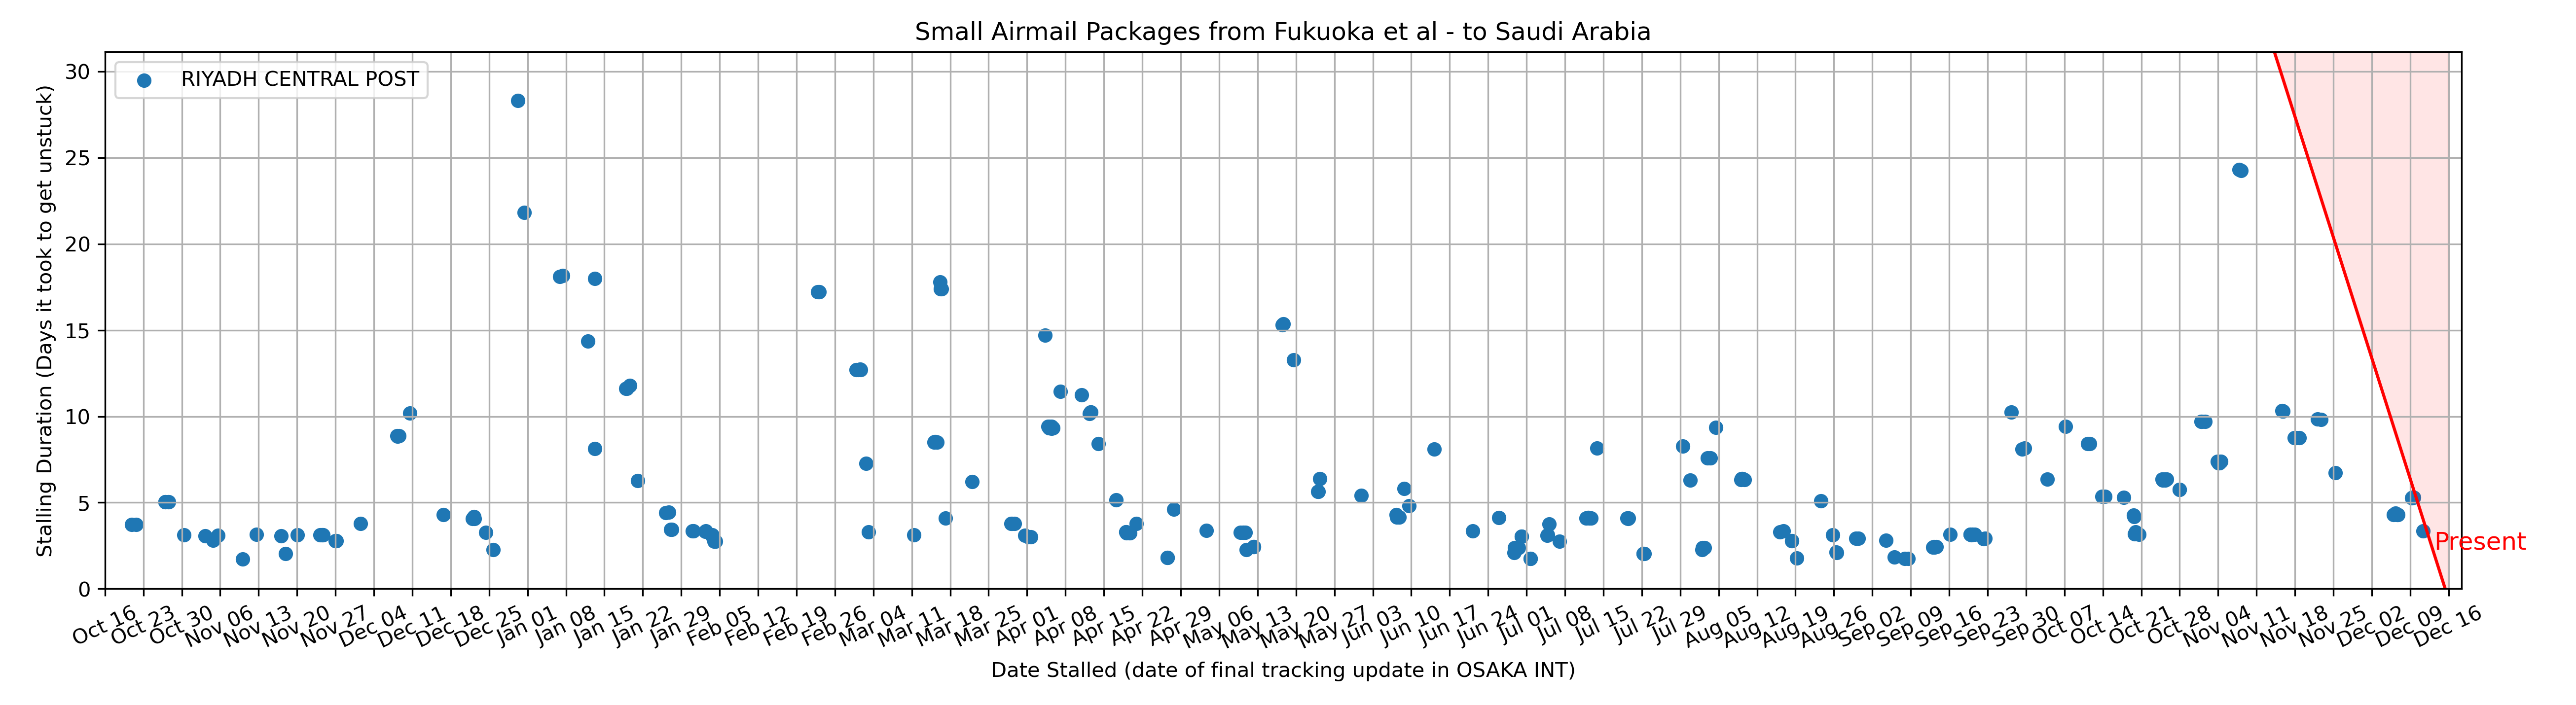 Small Airmail Packages from Fukuoka et al - to Saudi Arabia
RIYADH CENTRAL POST
Stalling Duration (Days it took to get unstuck)
30
25
20
15
10
5
0
Present
Oct 16 Oct 23 Oct 30 Nov 06 Nov 13 Nov 20 Nov 27 Dec 04 Dec 11 Dec 18 Dec 25 Jan 01 Jan 08 Jan 15 Jan 22 Jan 29 Feb 05 Feb 12 Feb 19 Feb 26 Mar 04 Mar 11 Mar 18 Mar 25 Apr 01 Apr 08 Apr 15 Apr 22 Apr 29 May 06 May 13 May 20 May 27 Jun 03 Jun 10 Jun 17 Jun 24 Jul 01 Jul 08 Jul 15 Jul 22 Jul 29 Aug 05 Aug 12 Aug 19 Aug 26 Sep 02 Sep 09 Sep 16 Sep 23 Sep 30 Oct 07 Oct 14 Oct 21 Oct 28 Nov 04 Nov 11 Nov 18 Nov 25 Dec 02 Dec 09 Dec 16
Date Stalled (date of final tracking update in OSAKA INT)